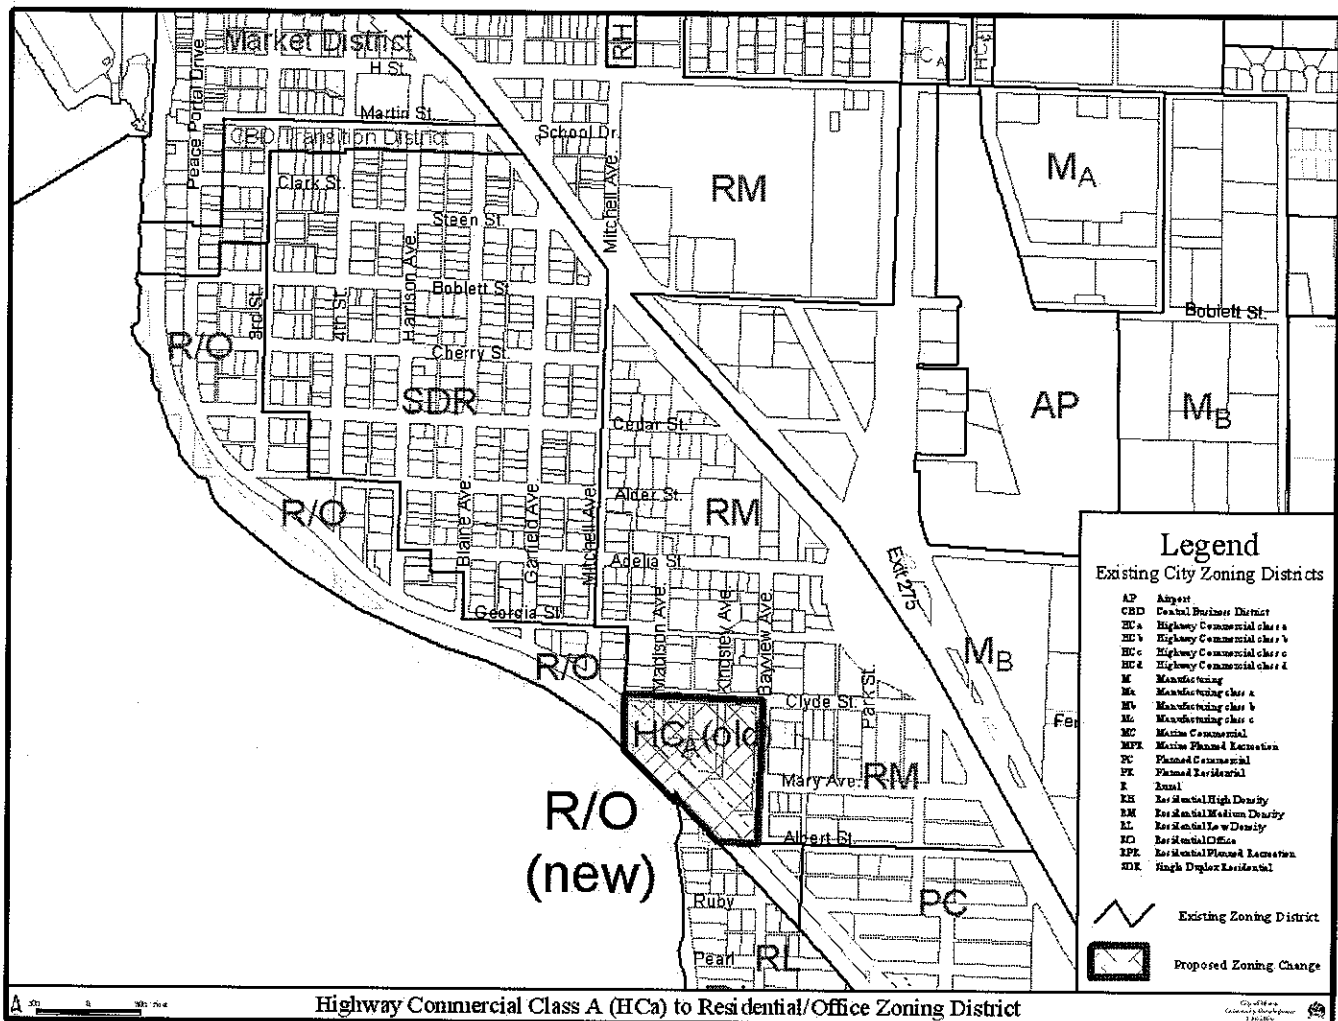 Market District
H St.
Martin St.
CBD Transition District
School Dr.
Peace Portal Drive
Mitchell Ave.
Clark St.
Steen St.
Harrison Ave.
Boblett St.
3rd St.
4th St.
Cherry St.
R/O
SDR
Cedar St.
Alder St.
R/O
Blaine Ave.
Garfield Ave.
Mitchell Ave.
Adelia St.
Georgia St.
R/O
Madison Ave.
Kingsley Ave.
Bayview Ave.
Clyde St.
Park St.
HCA (old)
Mary Ave.
RM
Albert St.
R/O
(new)
Ruby
Pearl
RL
PC
RH
HCA
RM
MA
Boblett St.
AP
MB
RM
Exit 275
MB
Fer
Legend
Existing City Zoning Districts
AP Airport
CBD Central Business District
HCa Highway Commercial class a
HCb Highway Commercial class b
HCc Highway Commercial class c
HCd Highway Commercial class d
M Manufacturing
Ma Manufacturing class a
Mb Manufacturing class b
Mc Manufacturing class c
MC Marine Commercial
MPR Marine Planned Recreation
PC Planned Commercial
PR Planned Residential
R Rural
RH Residential High Density
RM Residential Medium Density
RL Residential Low Density
RO Residential Office
RPR Residential Planned Recreation
SDR Single Duplex Residential
Existing Zoning District
Proposed Zoning Change
Highway Commercial Class A (HCa) to Residential/Office Zoning District